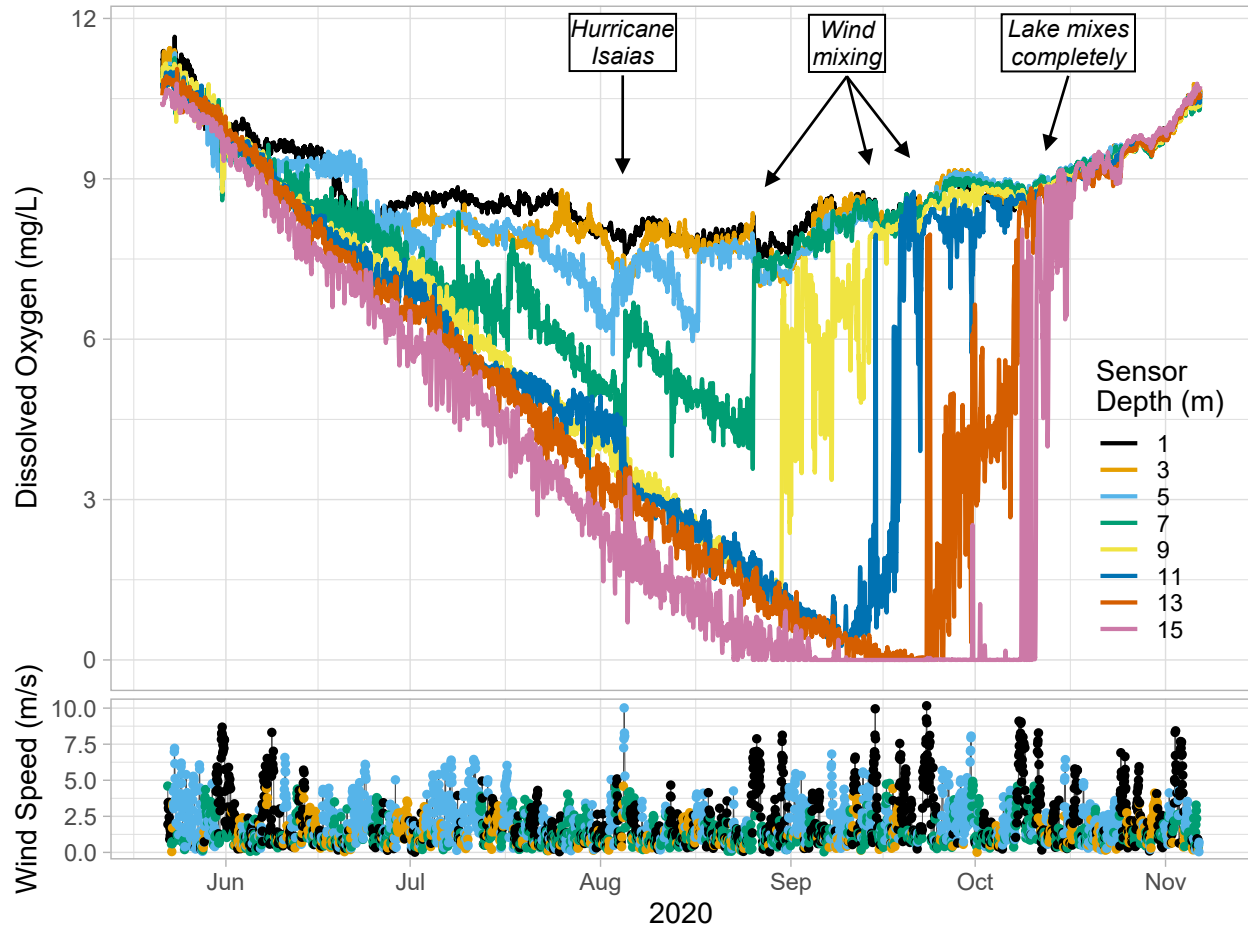 Hurricane
Isaias
Wind
mixing
Lake mixes
completely
Dissolved Oxygen (mg/L)
12
9
6
3
0
Sensor
Depth (m)
1
3
5
7
9
11
13
15
Wind Speed (m/s)
10.0
7.5
5.0
2.5
0.0
Jun
Jul
Aug
Sep
Oct
Nov
2020